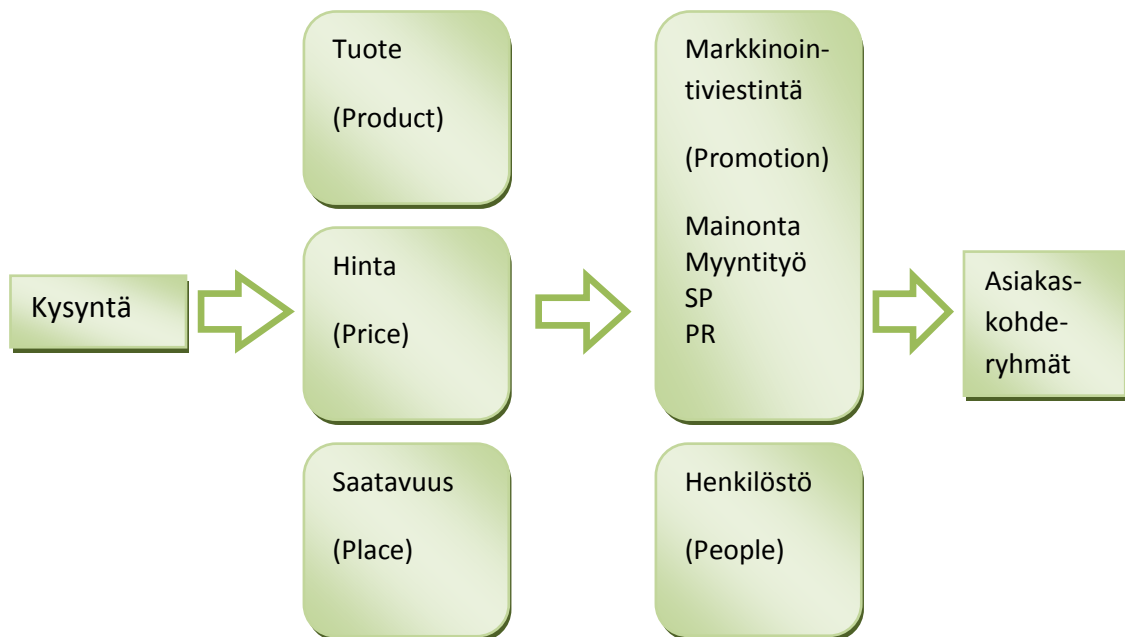 Kysyntä
Tuote
(Product)
Hinta
(Price)
Saatavuus
(Place)
Markkinoin-
tiviestintä
(Promotion)
Mainonta
Myyntityö
SP
PR
Henkilöstö
(People)
Asiakas-
kohde-
ryhmät